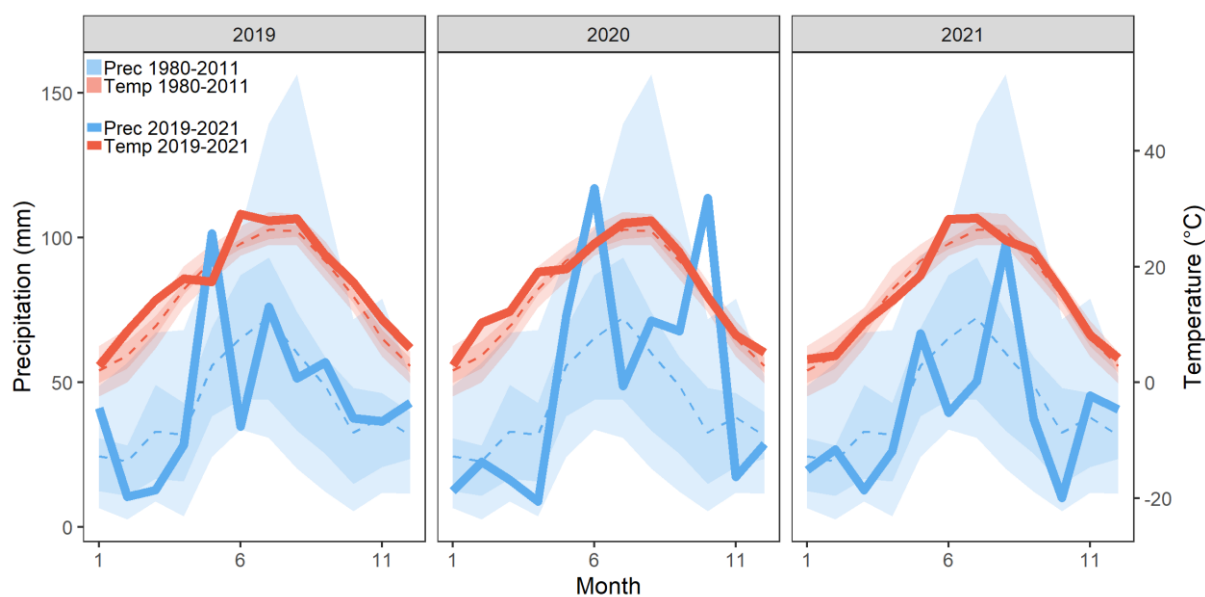 2019
2020
2021
Prec 1980-2011
Temp 1980-2011
Prec 2019-2021
Temp 2019-2021
Precipitation (mm)
150
100
50
0
40
20
0
-20
Temperature (°C)
1
6
11
1
6
11
1
6
11
Month